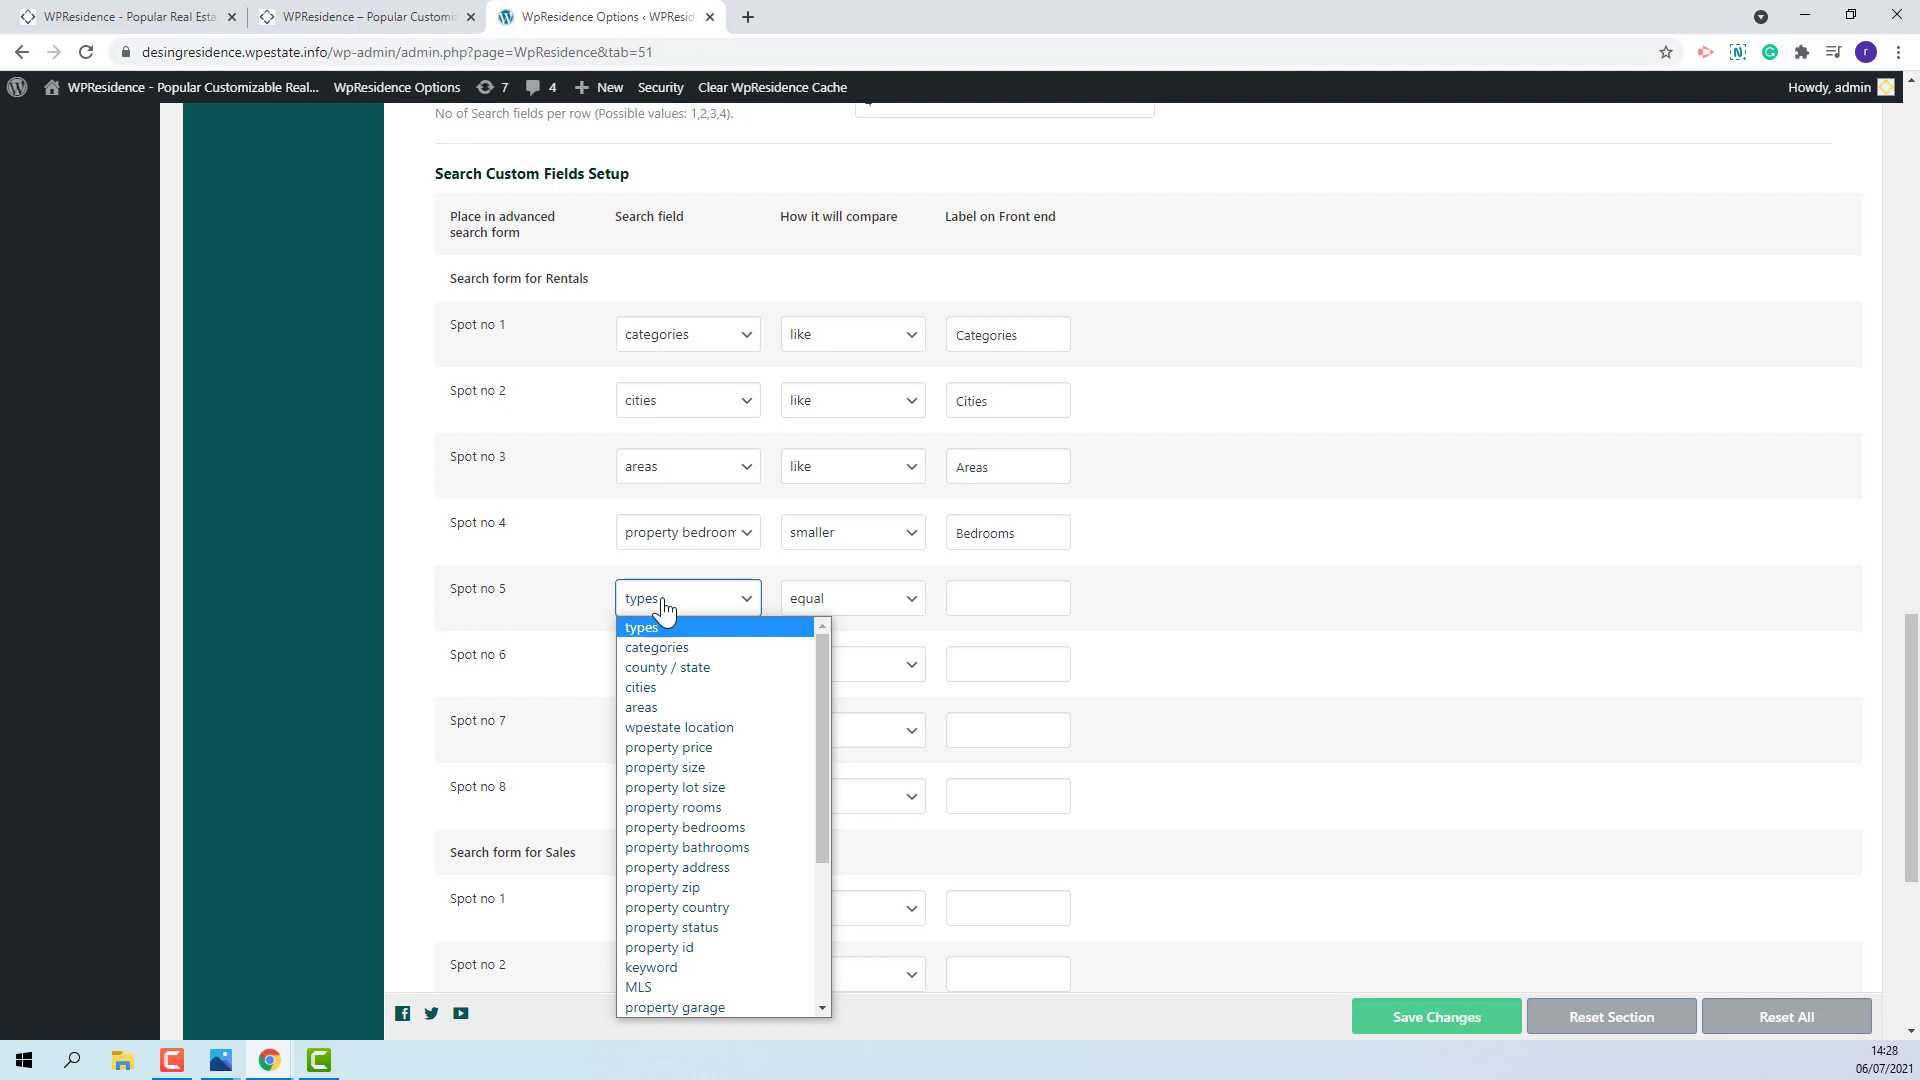 WPResidence - Popular Real Esta
WPResidence – Popular Customiz
WpResidence Options ‹ WPResid
desingresidence.wpestate.info/wp-admin/admin.php?page=WpResidence&tab=51
r
WPResidence - Popular Customizable Real...
WpResidence Options
7
4
New
Security
Clear WpResidence Cache
Howdy, admin
No of Search fields per row (Possible values: 1,2,3,4).
Search Custom Fields Setup
Place in advanced search form
Search field
How it will compare
Label on Front end
Search form for Rentals
Spot no 1
categories
like
Categories
Spot no 2
cities
like
Cities
Spot no 3
areas
like
Areas
Spot no 4
property bedroom
smaller
Bedrooms
Spot no 5
types
equal
types
categories
county / state
cities
areas
wpestate location
property price
property size
property lot size
property rooms
property bedrooms
property bathrooms
property address
property zip
property country
property status
property id
keyword
MLS
property garage
Spot no 6
Spot no 7
Spot no 8
Search form for Sales
Spot no 1
Spot no 2
Save Changes
Reset Section
Reset All
14:28
06/07/2021